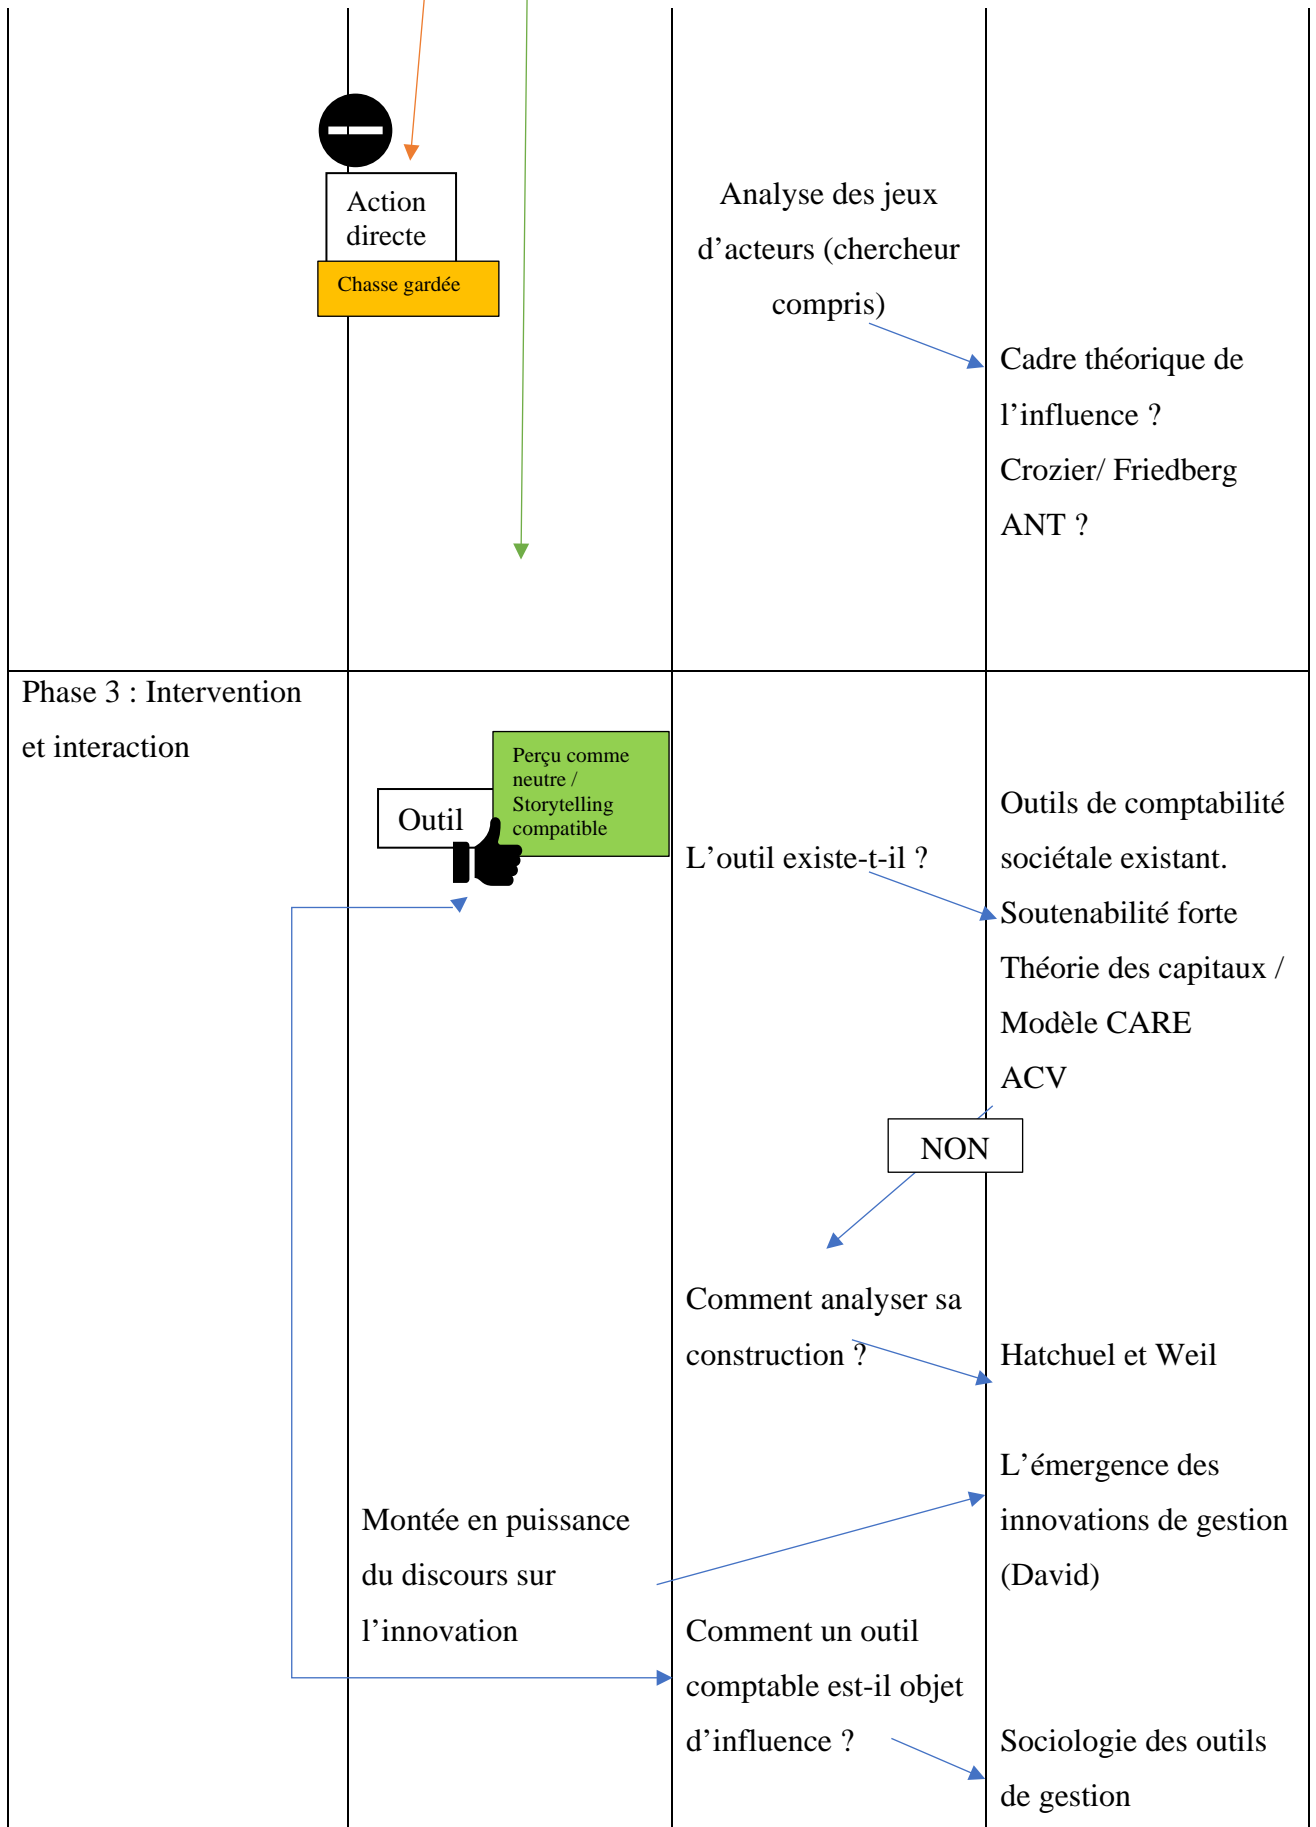 Action
directe
Chasse gardée
Analyse des jeux
d’acteurs (chercheur
compris)
Cadre théorique de
l’influence ?
Crozier/ Friedberg
ANT ?
Phase 3 : Intervention
et interaction
Outil
Perçu comme
neutre /
Storytelling
compatible
L’outil existe-t-il ?
Outils de comptabilité
sociétale existant.
Soutenabilité forte
Théorie des capitaux /
Modèle CARE
ACV
NON
Comment analyser sa
construction ?
Hatchuel et Weil
Montée en puissance
du discours sur
l’innovation
L’émergence des
innovations de gestion
(David)
Comment un outil
comptable est-il objet
d’influence ?
Sociologie des outils
de gestion